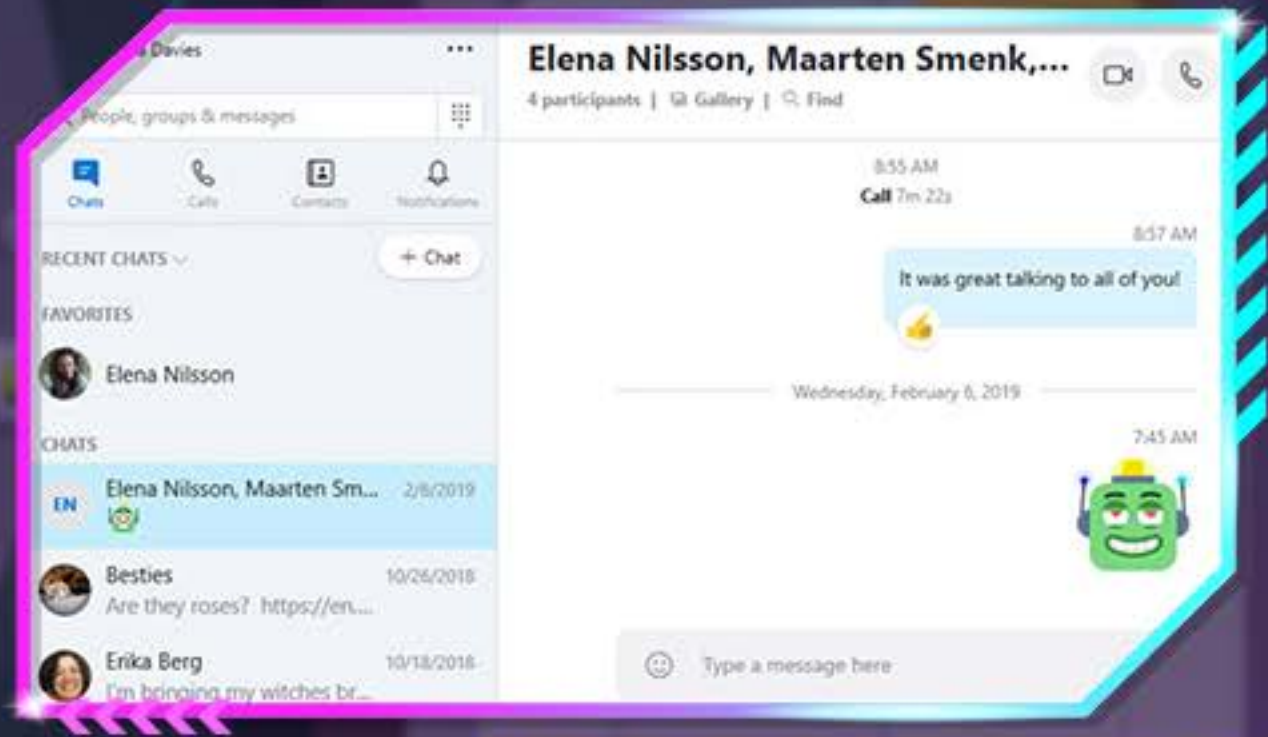 Davies
People, groups & messages
Chats
Calls
Contacts
Notifications
RECENT CHATS
+ Chat
FAVORITES
Elena Nilsson
CHATS
EN
Elena Nilsson, Maarten Sm... 2/6/2019
Besties 10/26/2018
Are they roses? https://en....
Erika Berg 10/18/2018
I'm bringing my witches br...
Elena Nilsson, Maarten Smenk,...
4 participants | Gallery | Find
8:55 AM
Call 7m 22s
8:57 AM
It was great talking to all of you!
Wednesday, February 6, 2019
7:45 AM
Type a message here